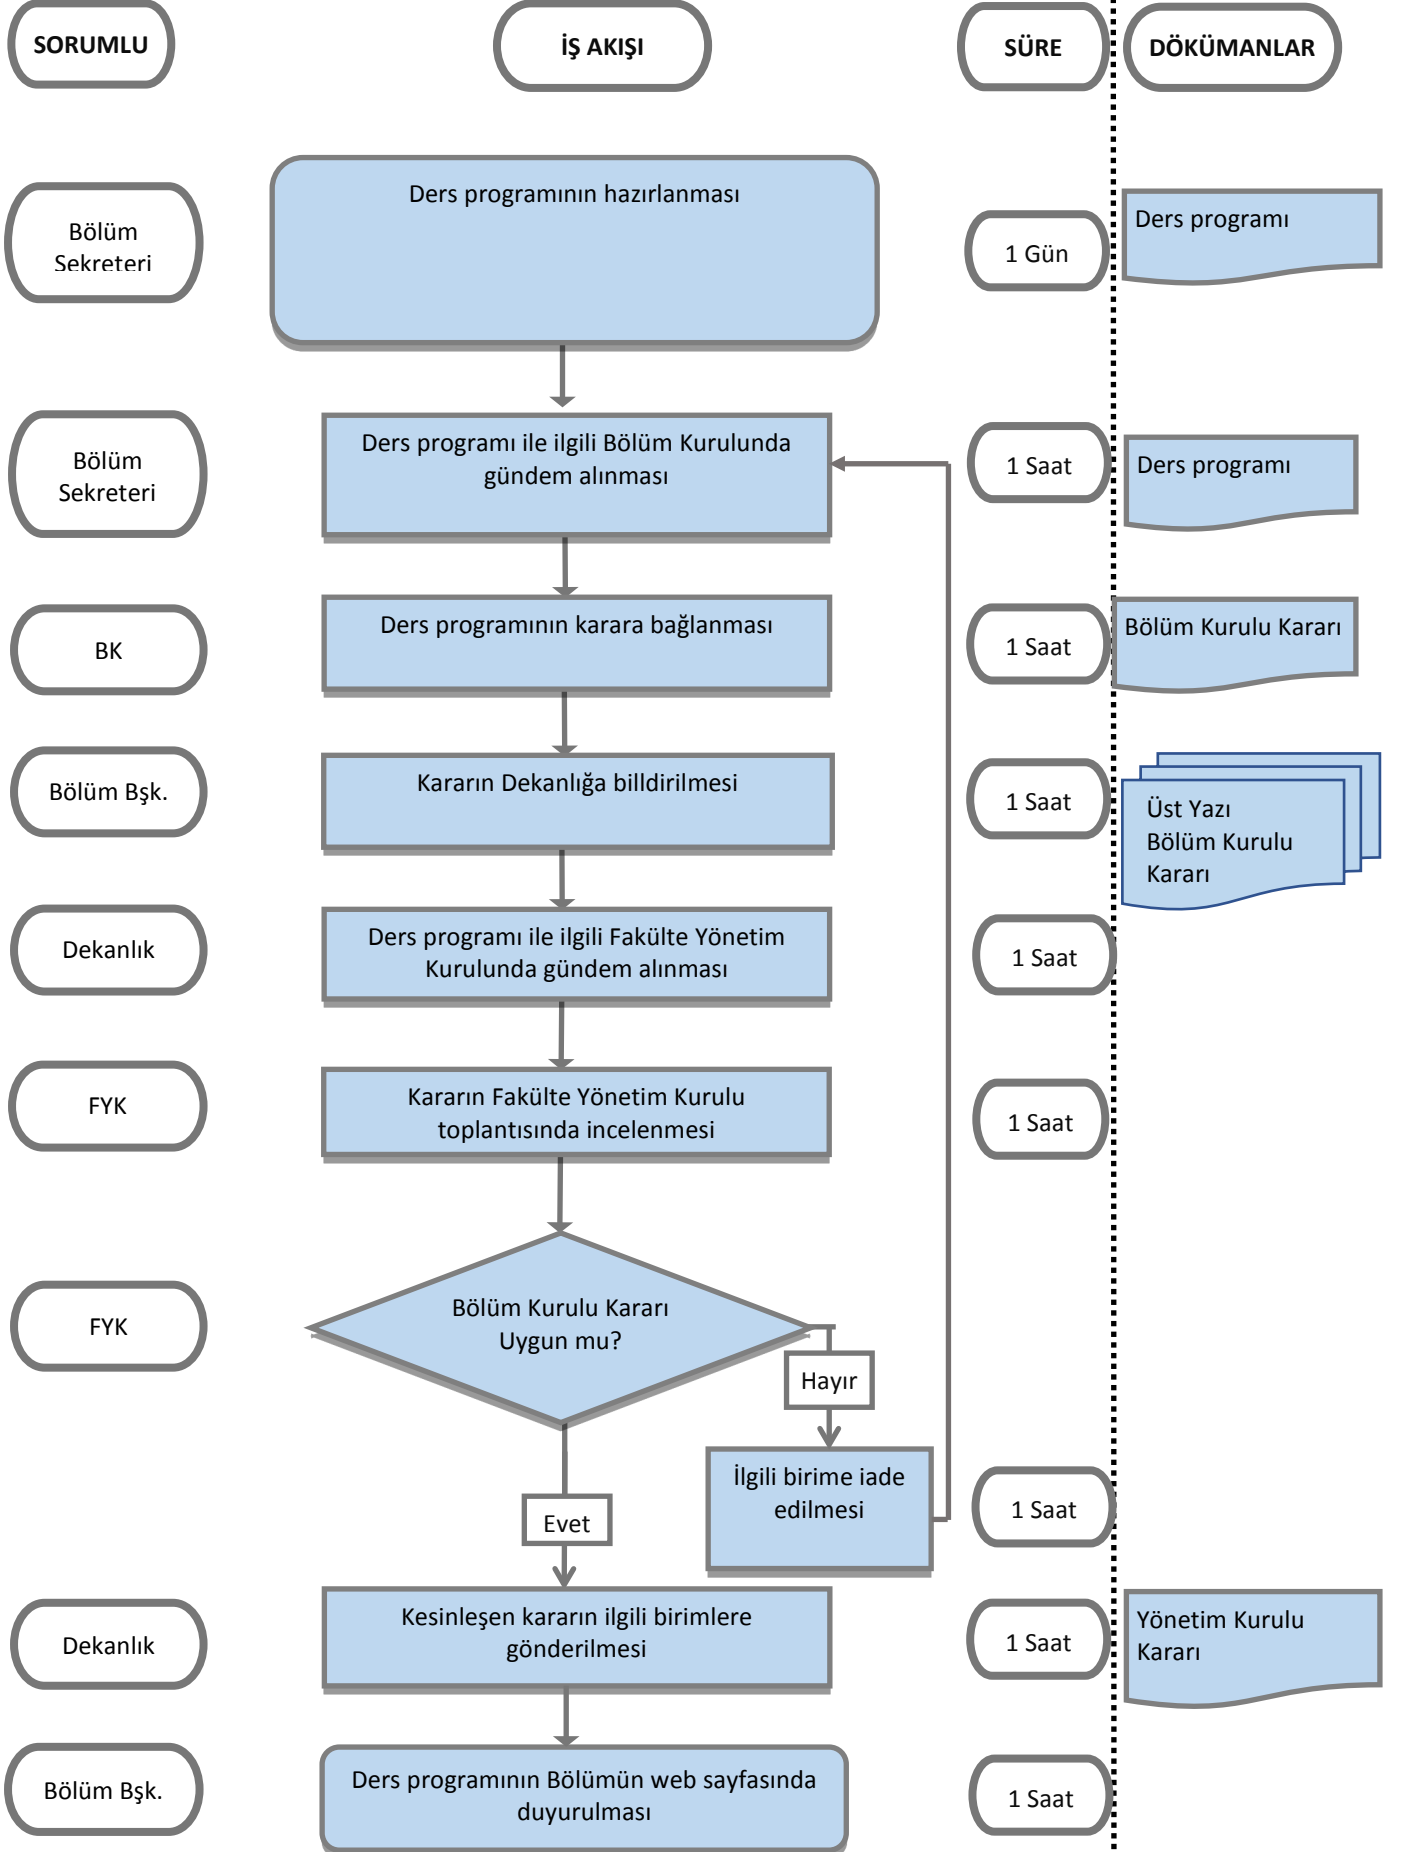 SORUMLU
İŞ AKIŞI
SÜRE
DÖKÜMANLAR
Bölüm
Sekreteri
Ders programının hazırlanması
1 Gün
Ders programı
Bölüm
Sekreteri
Ders programı ile ilgili Bölüm Kurulunda
gündem alınması
1 Saat
Ders programı
BK
Ders programının karara bağlanması
1 Saat
Bölüm Kurulu Kararı
Bölüm Bşk.
Kararın Dekanlığa billdirilmesi
1 Saat
Üst Yazı
Bölüm Kurulu
Kararı
Dekanlık
Ders programı ile ilgili Fakülte Yönetim
Kurulunda gündem alınması
1 Saat
FYK
Kararın Fakülte Yönetim Kurulu
toplantısında incelenmesi
1 Saat
FYK
Bölüm Kurulu Kararı
Uygun mu?
Hayır
İlgili birime iade
edilmesi
1 Saat
Evet
Dekanlık
Kesinleşen kararın ilgili birimlere
gönderilmesi
1 Saat
Yönetim Kurulu
Kararı
Bölüm Bşk.
Ders programının Bölümün web sayfasında
duyurulması
1 Saat